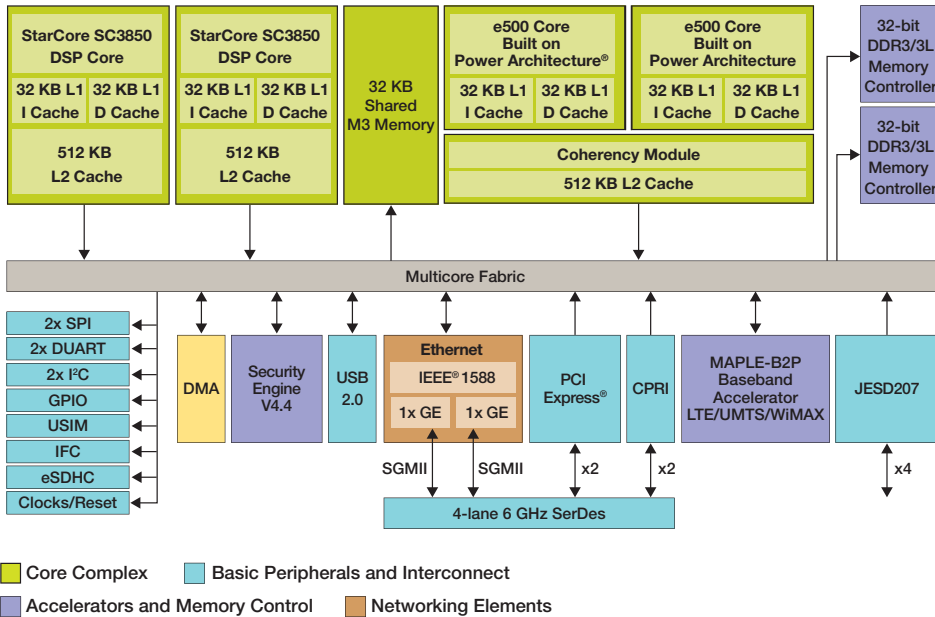 StarCore SC3850
DSP Core
32 KB L1
I Cache
32 KB L1
D Cache
512 KB
L2 Cache
StarCore SC3850
DSP Core
32 KB L1
I Cache
32 KB L1
D Cache
512 KB
L2 Cache
32 KB
Shared
M3 Memory
e500 Core
Built on
Power Architecture®
32 KB L1
I Cache
32 KB L1
D Cache
e500 Core
Built on
Power Architecture
32 KB L1
I Cache
32 KB L1
D Cache
Coherency Module
512 KB L2 Cache
32-bit
DDR3/3L
Memory
Controller
32-bit
DDR3/3L
Memory
Controller
Multicore Fabric
2x SPI
2x DUART
2x I²C
GPIO
USIM
IFC
eSDHC
Clocks/Reset
DMA
Security
Engine
V4.4
USB
2.0
Ethernet
IEEE® 1588
1x GE
1x GE
PCI
Express®
CPRI
MAPLE-B2P
Baseband
Accelerator
LTE/UMTS/WiMAX
JESD207
SGMII
SGMII
x2
x2
x4
4-lane 6 GHz SerDes
Core Complex
Basic Peripherals and Interconnect
Accelerators and Memory Control
Networking Elements